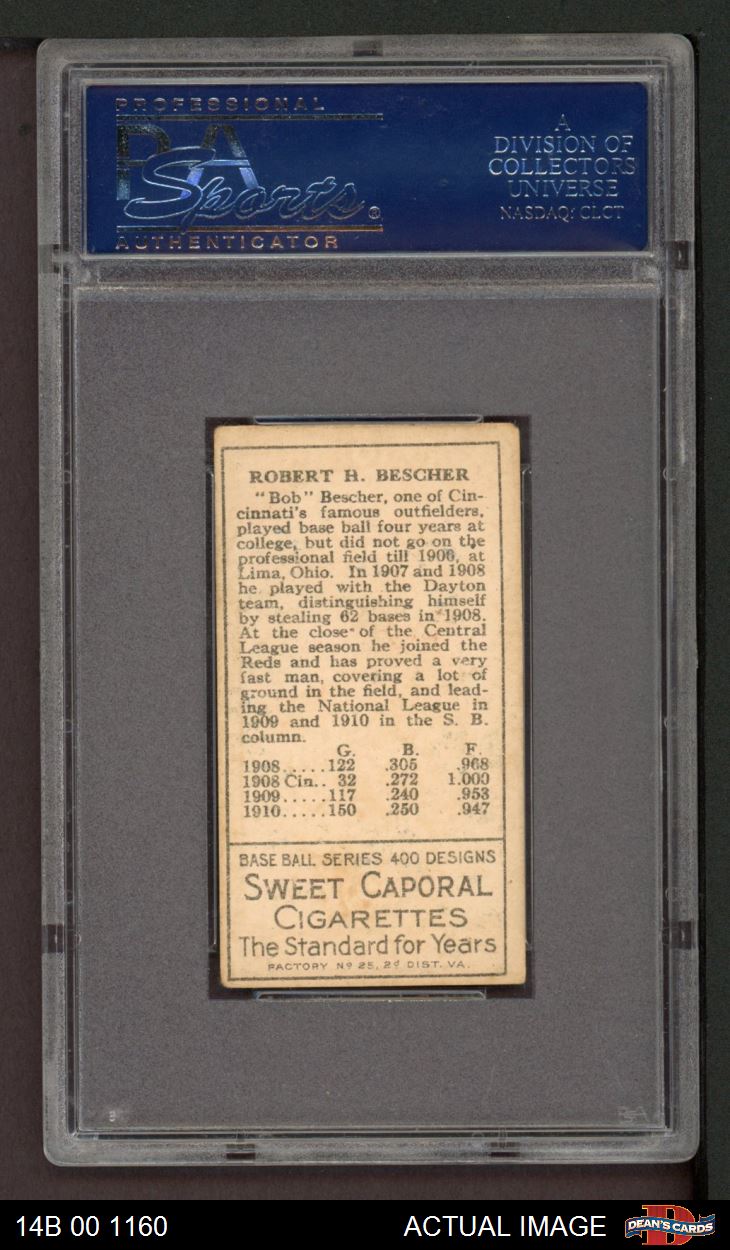 PROFESSIONAL
PSA
Sports®
AUTHENTICATOR
A
DIVISION OF
COLLECTORS
UNIVERSE
NASDAQ: CLCT
ROBERT H. BESCHER
"Bob" Bescher, one of Cin-
cinnati's famous outfielders,
played base ball four years at
college, but did not go on the
professional field till 1906, at
Lima, Ohio. In 1907 and 1908
he played with the Dayton
team, distinguishing himself
by stealing 62 bases in 1908.
At the close of the Central
League season he joined the
Reds and has proved a very
fast man, covering a lot of
ground in the field, and lead-
ing the National League in
1909 and 1910 in the S. B.
column.
G. B. F.
1908.....122 .305 .968
1908 Cin.. 32 .272 1.000
1909.....117 .240 .953
1910.....150 .250 .947
BASE BALL SERIES 400 DESIGNS
SWEET CAPORAL
CIGARETTES
The Standard for Years
FACTORY Nº 25, 2d DIST. VA.
14B 00 1160 ACTUAL IMAGE DEAN'S CARDS